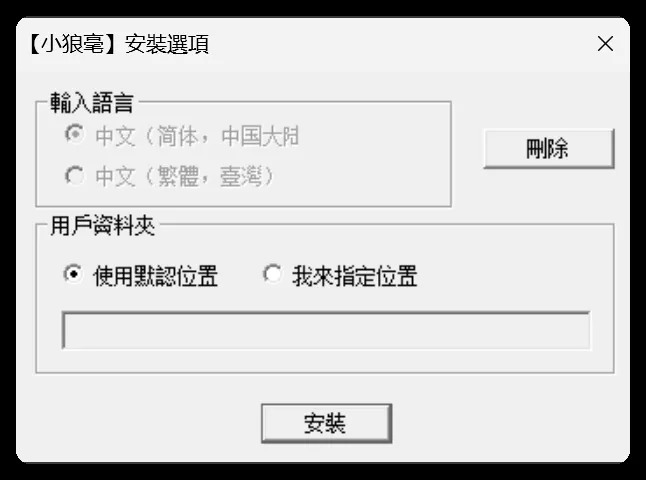 【小狼毫】安裝選項
輸入語言
中文（简体，中国大陆
中文（繁體，臺灣）
刪除
用戶資料夾
使用默認位置
我來指定位置
安裝